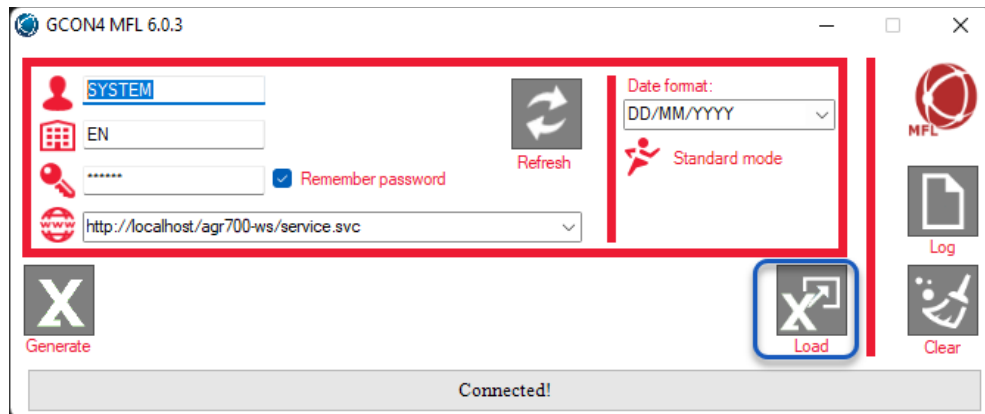 GCON4 MFL 6.0.3
SYSTEM
EN
******
Remember password
http://localhost/agr700-ws/service.svc
Refresh
Date format:
DD/MM/YYYY
Standard mode
MFL
Log
Generate
Load
Clear
Connected!